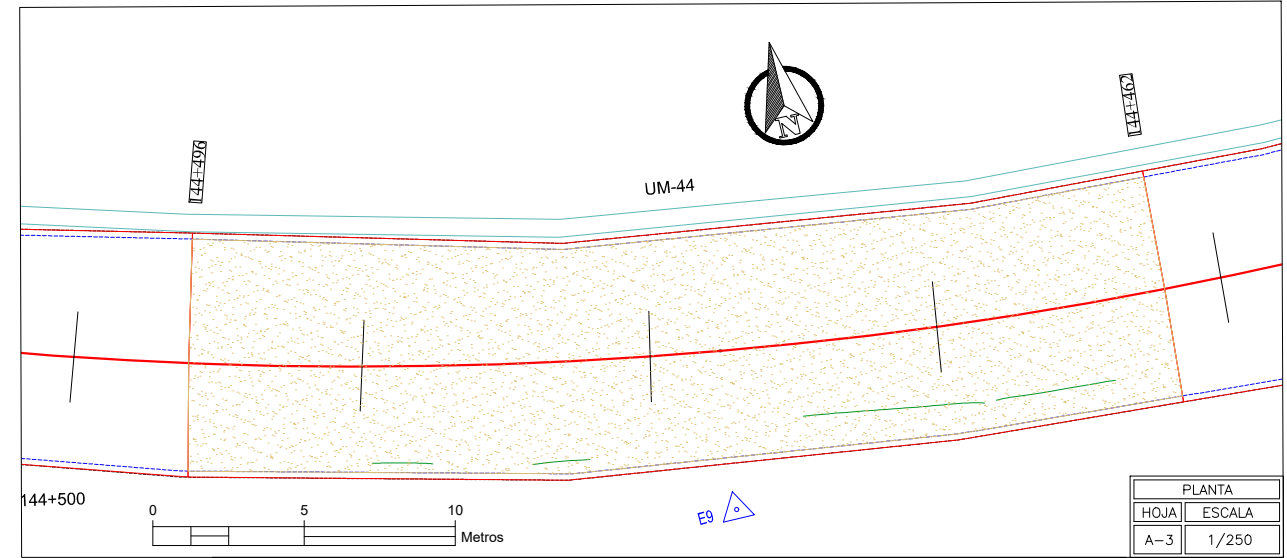 144+462
144+496
N
UM-44
144+500
0 5 10
Metros
E9
PLANTA
HOJA ESCALA
A-3 1/250